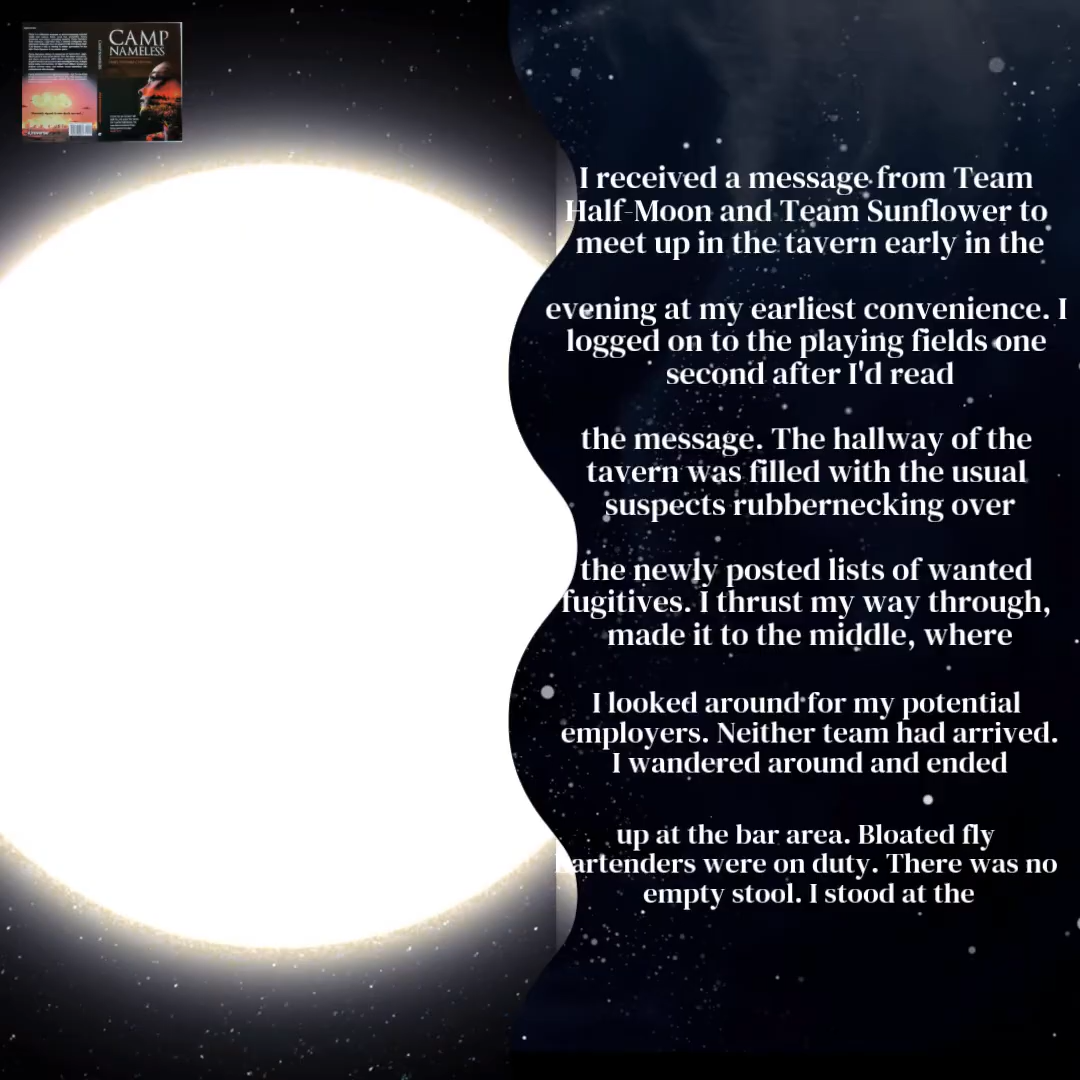 CAMP
NAMELESS
I received a message from Team
Half-Moon and Team Sunflower to
meet up in the tavern early in the
evening at my earliest convenience. I
logged on to the playing fields one
second after I'd read
the message. The hallway of the
tavern was filled with the usual
suspects rubbernecking over
the newly posted lists of wanted
fugitives. I thrust my way through,
made it to the middle, where
I looked around for my potential
employers. Neither team had arrived.
I wandered around and ended
up at the bar area. Bloated fly
bartenders were on duty. There was no
empty stool. I stood at the